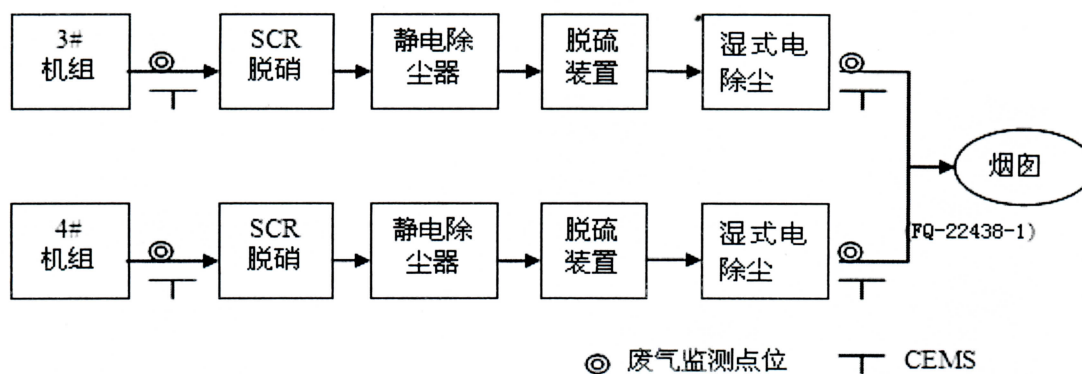 3#
机组
SCR
脱硝
静电除
尘器
脱硫
装置
湿式电
除尘
烟囱
(FQ-22438-1)
4#
机组
SCR
脱硝
静电除
尘器
脱硫
装置
湿式电
除尘
废气监测点位
CEMS